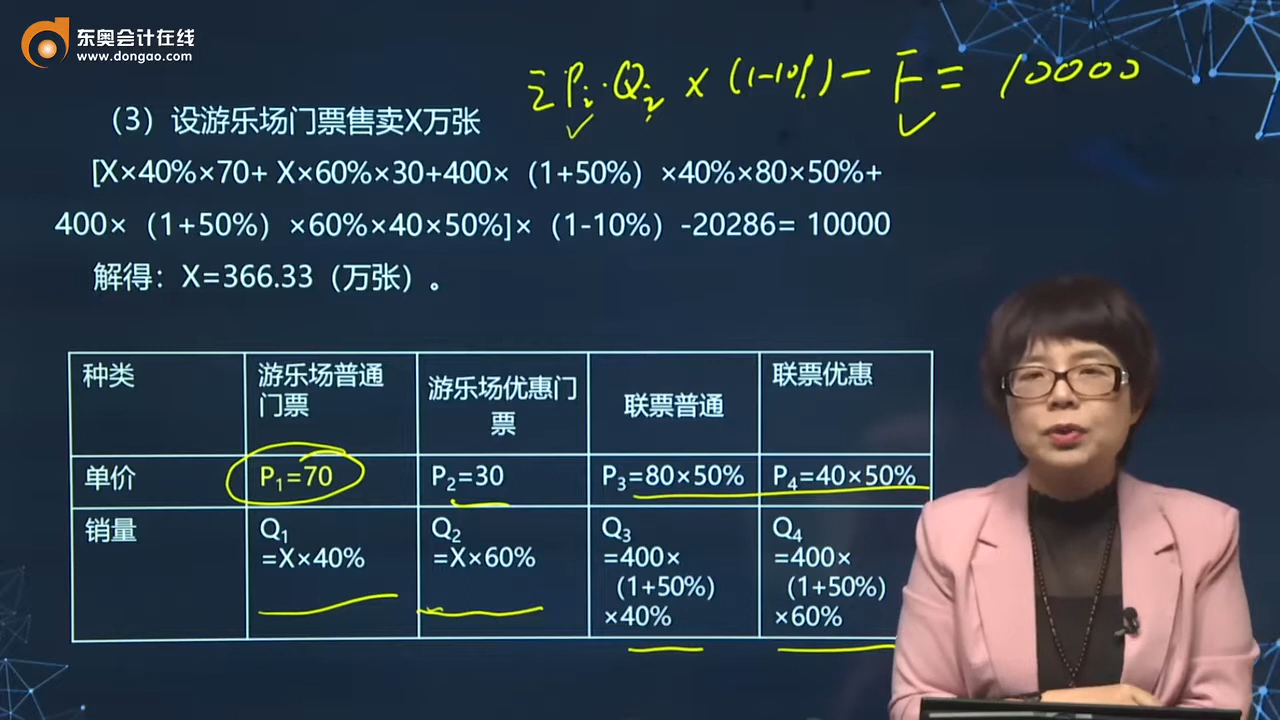 东奥会计在线
www.dongao.com
∑Pi·Qi×(1-10%)-F=10000
（3）设游乐场门票售卖X万张
[X×40%×70+ X×60%×30+400×（1+50%）×40%×80×50%+
400×（1+50%）×60%×40×50%]×（1-10%）-20286= 10000
解得：X=366.33（万张）。
种类
游乐场普通
门票
游乐场优惠门
票
联票普通
联票优惠
单价
P₁=70
P₂=30
P₃=80×50%
P₄=40×50%
销量
Q₁
=X×40%
Q₂
=X×60%
Q₃
=400×
（1+50%）
×40%
Q₄
=400×
（1+50%）
×60%